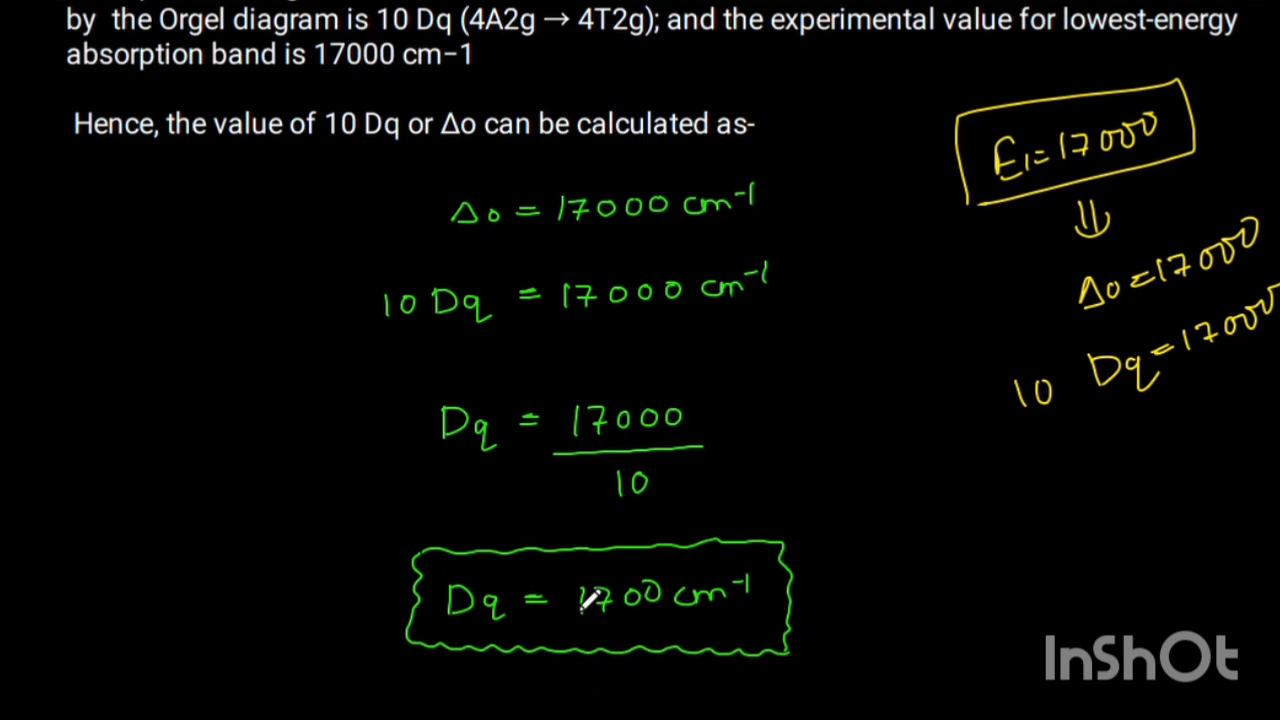 by the Orgel diagram is 10 Dq (4A2g → 4T2g); and the experimental value for lowest-energy
absorption band is 17000 cm−1
Hence, the value of 10 Dq or Δo can be calculated as-
E1=17000
⇓
Δo=17000
10 Dq=17000
Δo = 17000 cm-1
10 Dq = 17000 cm-1
Dq = 17000
10
Dq = 1700 cm-1
InShOt